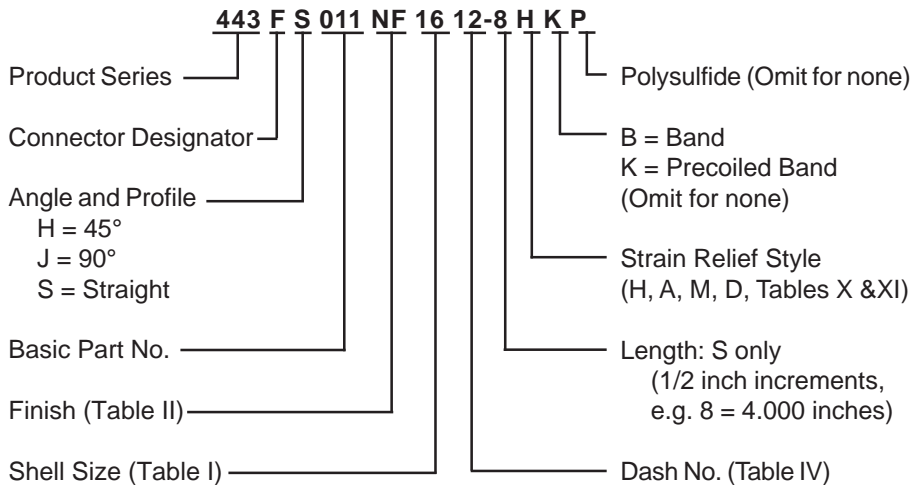 443 F S 011 NF 16 12-8 H K P
Product Series
Connector Designator
Angle and Profile
H = 45°
J = 90°
S = Straight
Basic Part No.
Finish (Table II)
Shell Size (Table I)
Polysulfide (Omit for none)
B = Band
K = Precoiled Band
(Omit for none)
Strain Relief Style
(H, A, M, D, Tables X &XI)
Length: S only
(1/2 inch increments,
e.g. 8 = 4.000 inches)
Dash No. (Table IV)